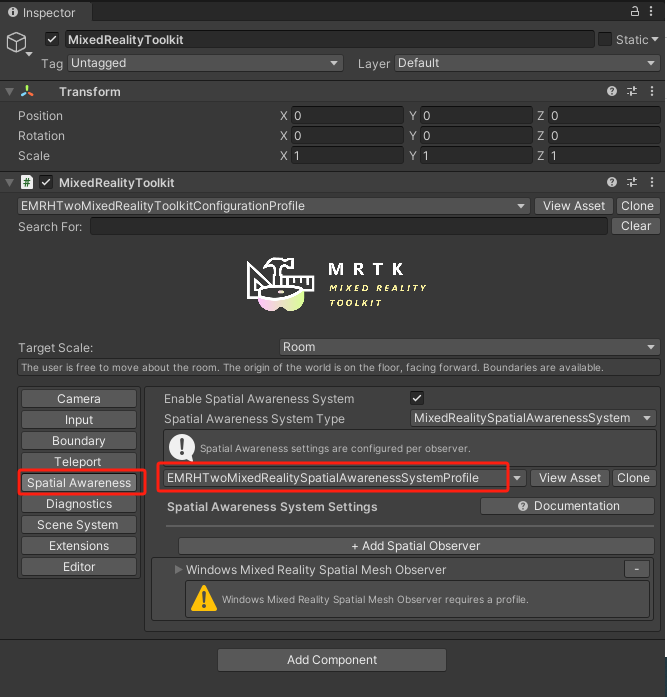 Inspector
MixedRealityToolkit Static
Tag Untagged Layer Default
Transform
Position X 0 Y 0 Z 0
Rotation X 0 Y 0 Z 0
Scale X 1 Y 1 Z 1
# MixedRealityToolkit
EMRHTwoMixedRealityToolkitConfigurationProfile View Asset Clone
Search For: Clear
MRTK
MIXED REALITY
TOOLKIT
Target Scale: Room
The user is free to move about the room. The origin of the world is on the floor, facing forward. Boundaries are available.
Camera
Input
Boundary
Teleport
Spatial Awareness
Diagnostics
Scene System
Extensions
Editor
Enable Spatial Awareness System
Spatial Awareness System Type MixedRealitySpatialAwarenessSystem
Spatial Awareness settings are configured per observer.
EMRHTwoMixedRealitySpatialAwarenessSystemProfile View Asset Clone
Spatial Awareness System Settings Documentation
+ Add Spatial Observer
Windows Mixed Reality Spatial Mesh Observer -
Windows Mixed Reality Spatial Mesh Observer requires a profile.
Add Component